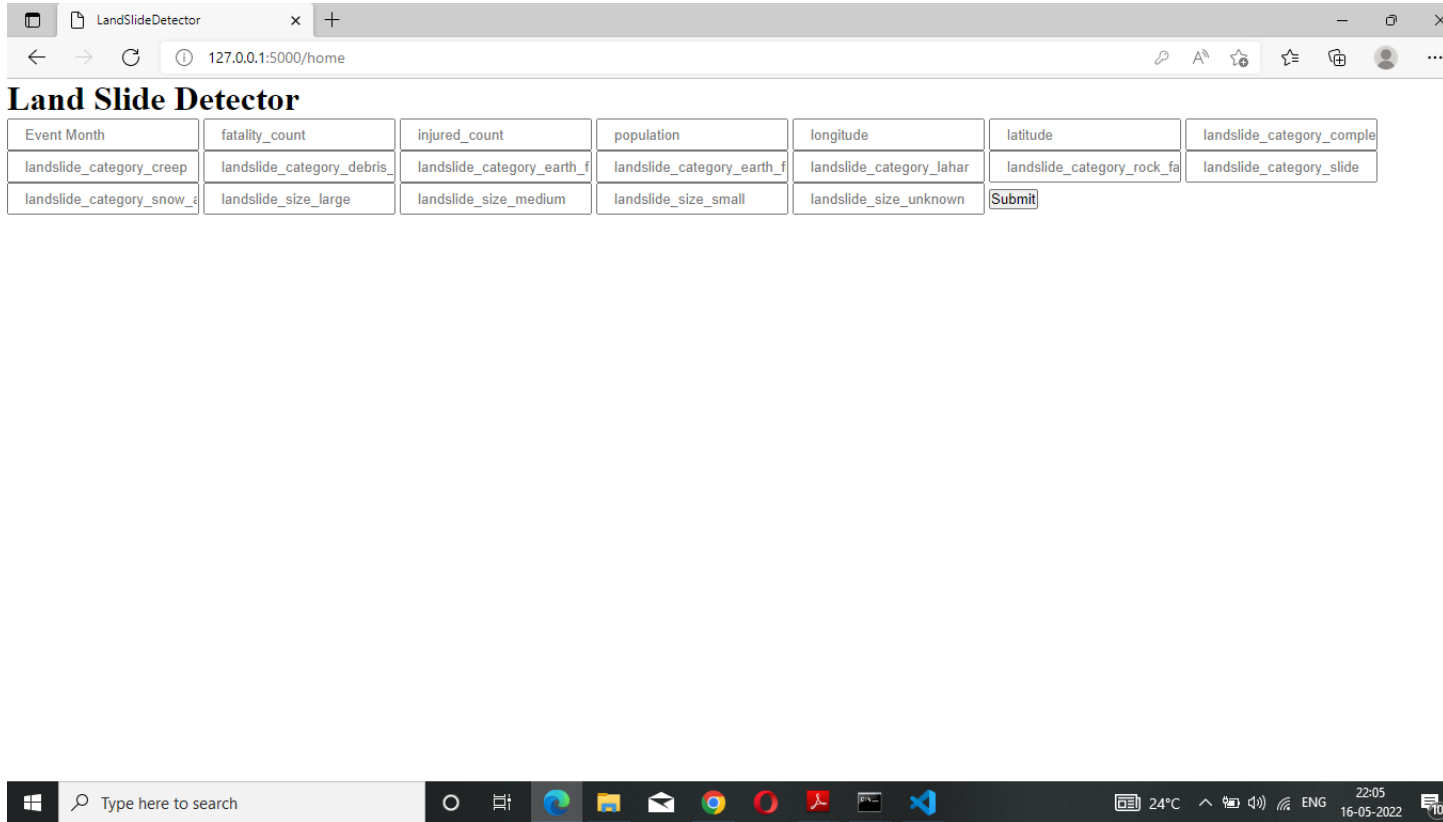 LandSlideDetector
127.0.0.1:5000/home
Land Slide Detector
Event Month fatality_count injured_count population longitude latitude landslide_category_comple
landslide_category_creep landslide_category_debris_ landslide_category_earth_f landslide_category_earth_f landslide_category_lahar landslide_category_rock_fa landslide_category_slide
landslide_category_snow_a landslide_size_large landslide_size_medium landslide_size_small landslide_size_unknown Submit
Type here to search 24°C ENG 22:05
16-05-2022 10